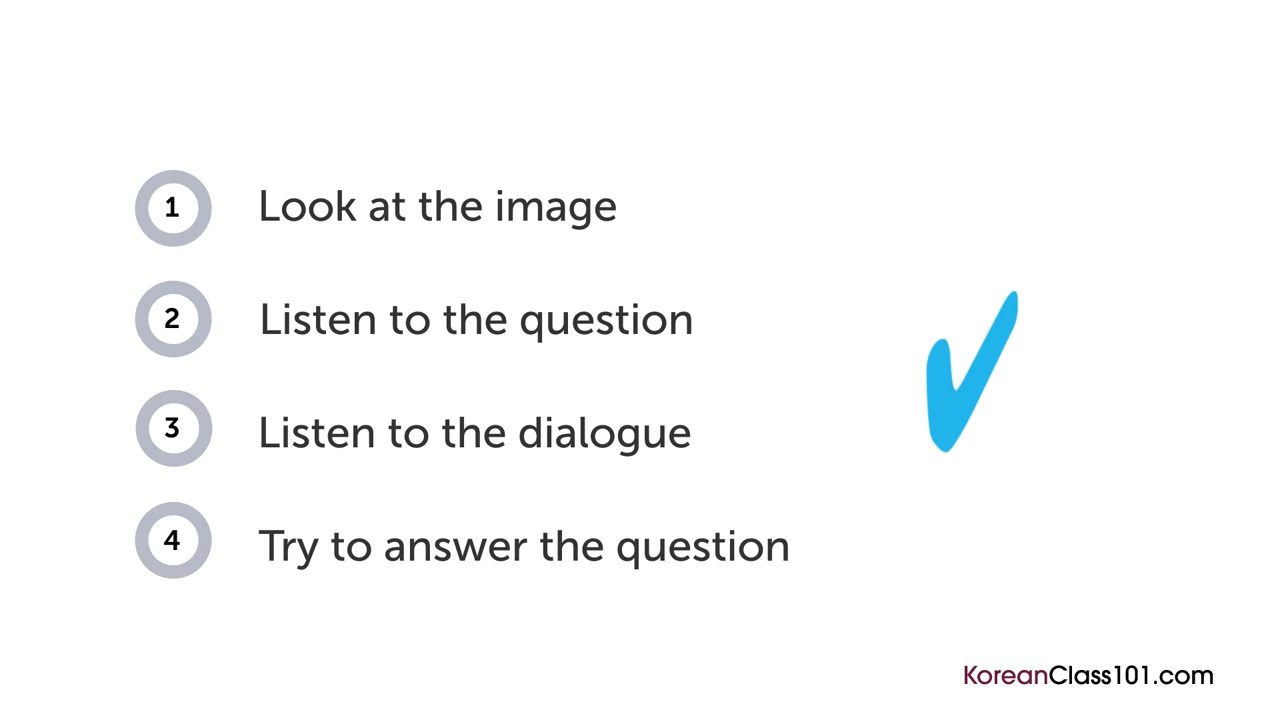 1 Look at the image
2 Listen to the question
3 Listen to the dialogue
4 Try to answer the question
KoreanClass101.com